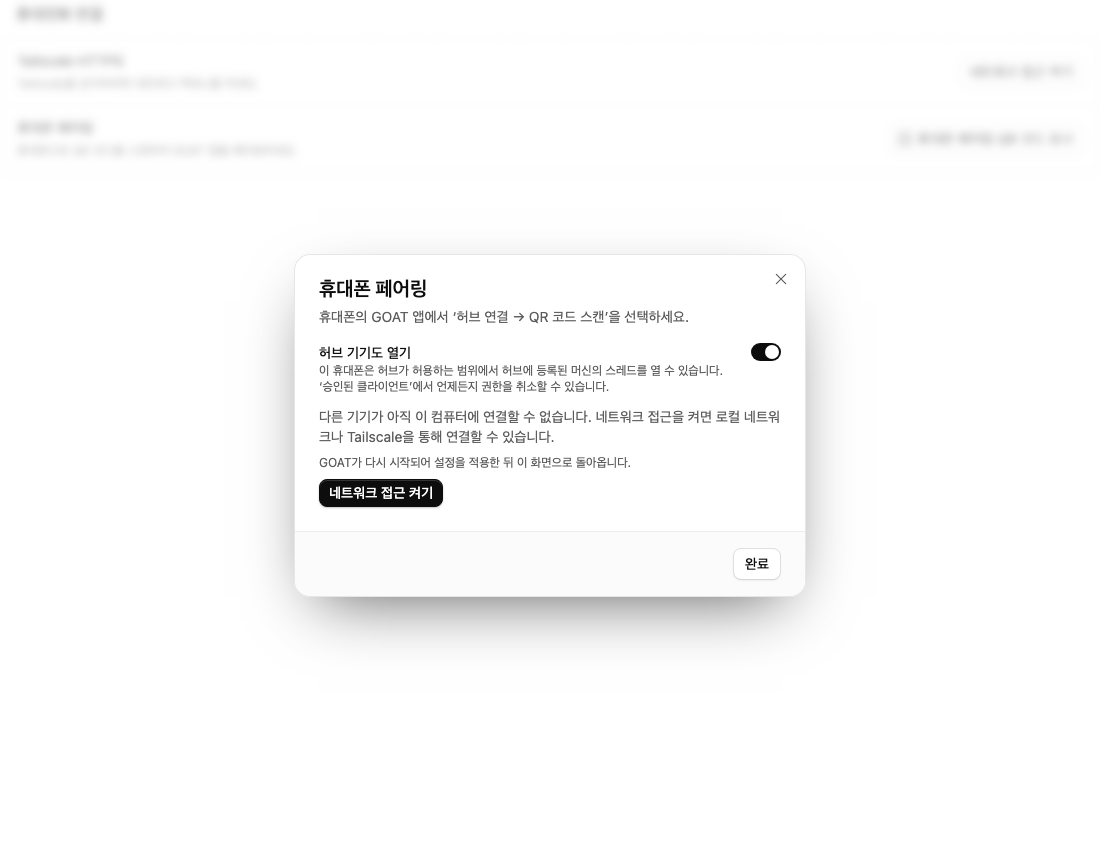 휴대폰 페어링
휴대폰의 GOAT 앱에서 ‘허브 연결 → QR 코드 스캔’을 선택하세요.
허브 기기도 열기
이 휴대폰은 허브가 허용하는 범위에서 허브에 등록된 머신의 스레드를 열 수 있습니다.
‘승인된 클라이언트’에서 언제든지 권한을 취소할 수 있습니다.
다른 기기가 아직 이 컴퓨터에 연결할 수 없습니다. 네트워크 접근을 켜면 로컬 네트워
크나 Tailscale을 통해 연결할 수 있습니다.
GOAT가 다시 시작되어 설정을 적용한 뒤 이 화면으로 돌아옵니다.
네트워크 접근 켜기
완료